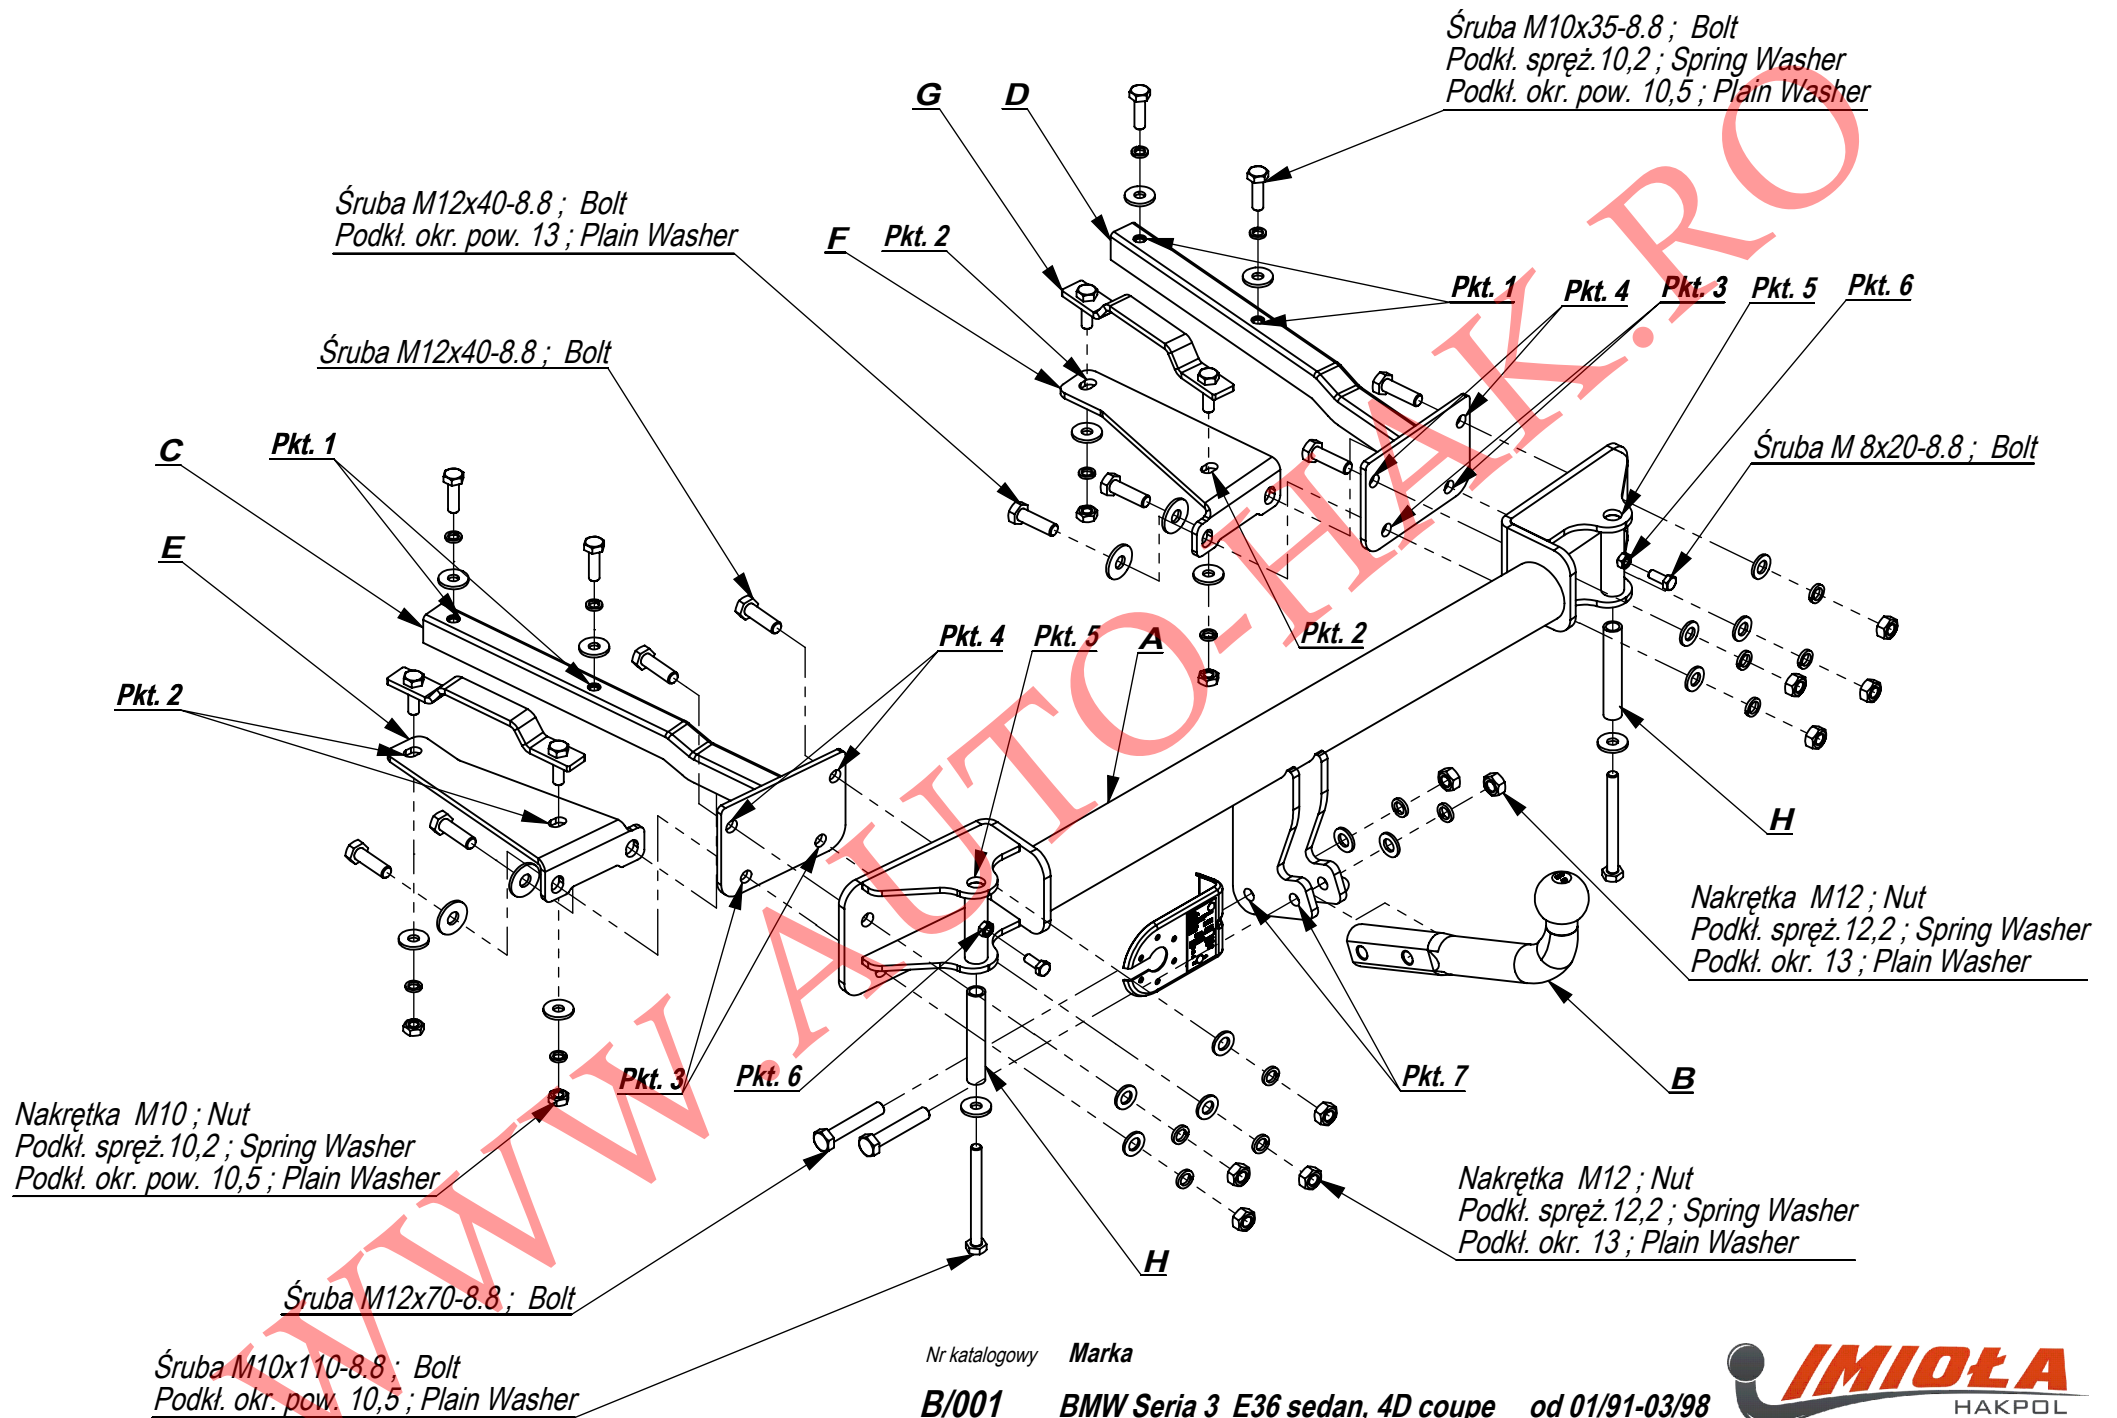 Śruba M10x35-8.8 ; Bolt
Podkł. spręż.10,2 ; Spring Washer
Podkł. okr. pow. 10,5 ; Plain Washer
G
D
Śruba M12x40-8.8 ; Bolt
Podkł. okr. pow. 13 ; Plain Washer
F
Pkt. 2
Pkt. 1
Pkt. 4
Pkt. 3
Pkt. 5
Pkt. 6
Śruba M12x40-8.8 ; Bolt
C
Pkt. 1
Śruba M 8x20-8.8 ; Bolt
E
Pkt. 4
Pkt. 5
A
Pkt. 2
Pkt. 2
H
Nakrętka M12 ; Nut
Podkł. spręż.12,2 ; Spring Washer
Podkł. okr. 13 ; Plain Washer
Pkt. 3
Pkt. 6
Pkt. 7
B
Nakrętka M10 ; Nut
Podkł. spręż.10,2 ; Spring Washer
Podkł. okr. pow. 10,5 ; Plain Washer
Nakrętka M12 ; Nut
Podkł. spręż.12,2 ; Spring Washer
Podkł. okr. 13 ; Plain Washer
H
Śruba M12x70-8.8 ; Bolt
Śruba M10x110-8.8 ; Bolt
Podkł. okr. pow. 10,5 ; Plain Washer
Nr katalogowy Marka
B/001 BMW Seria 3 E36 sedan, 4D coupe od 01/91-03/98
IMIOŁA
HAKPOL
WWW.AUTO-HAK.RO